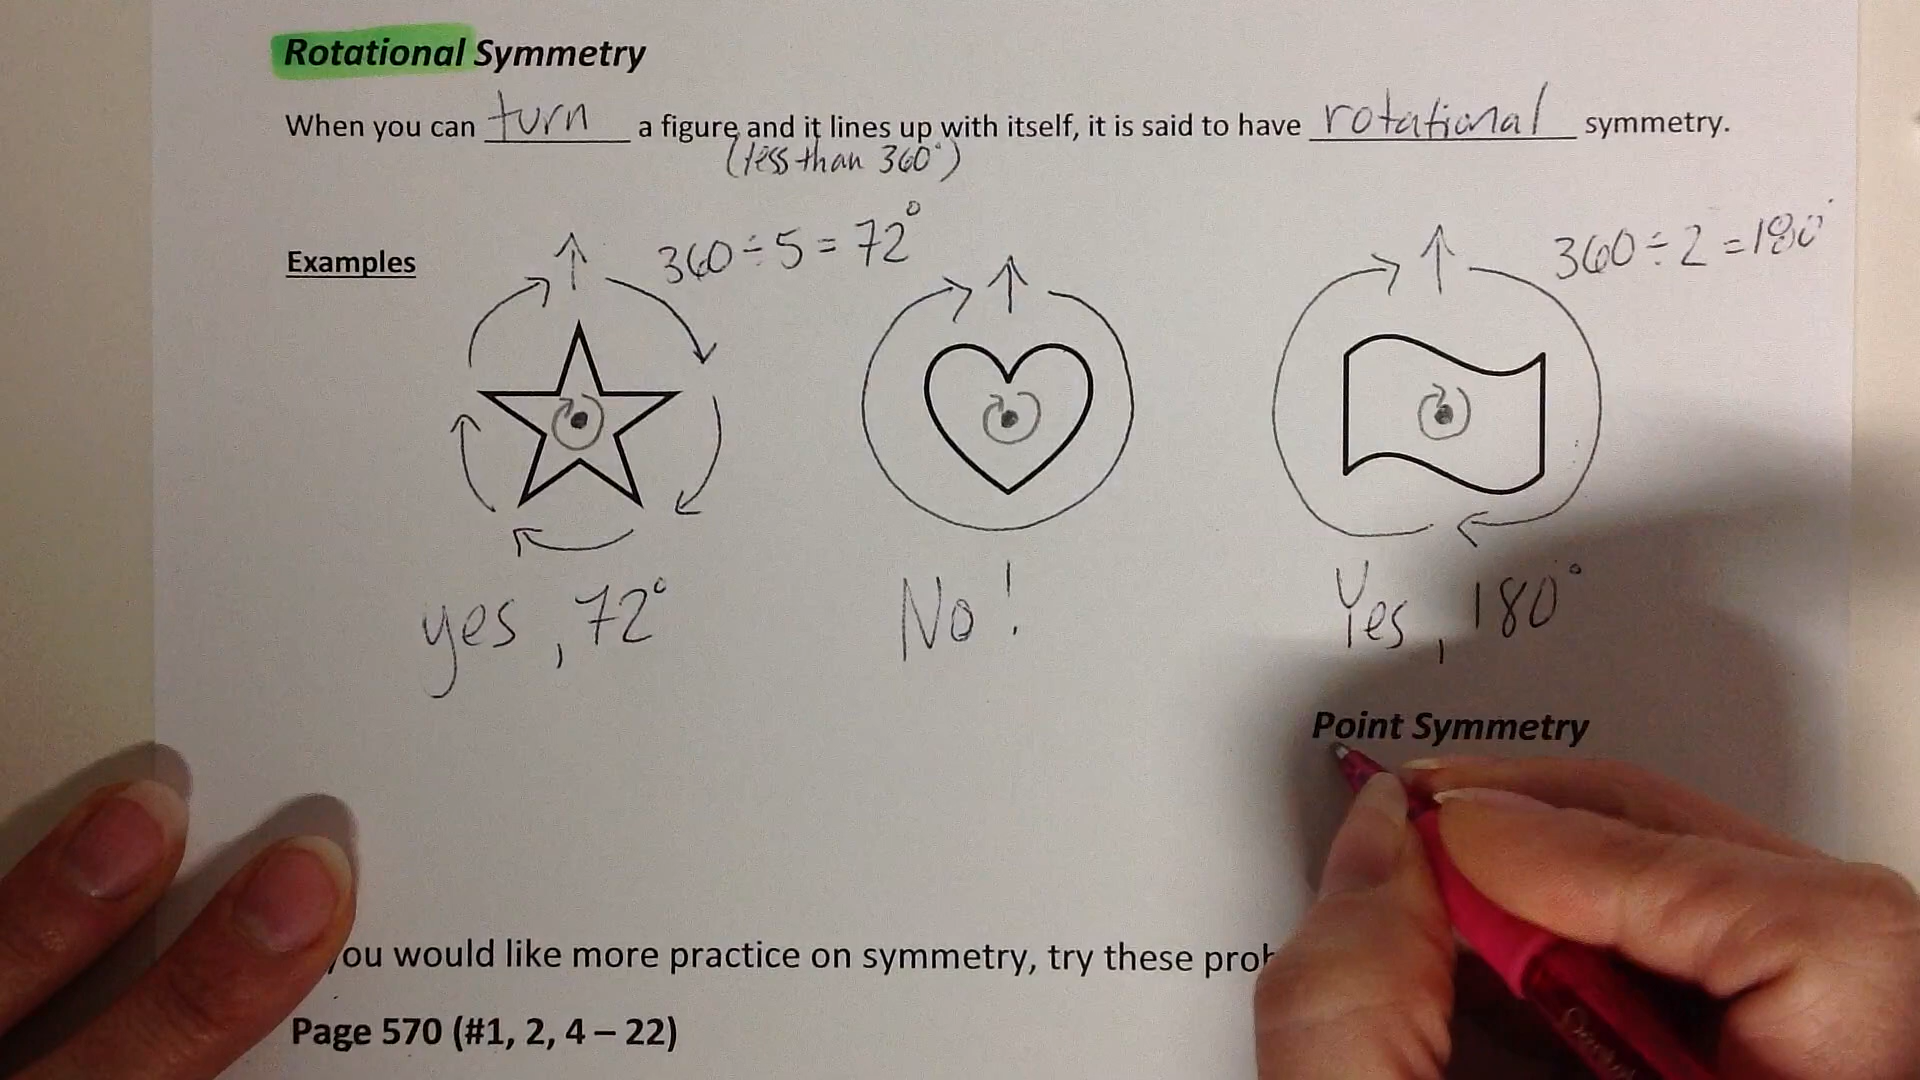 Rotational Symmetry
When you can turn a figure and it lines up with itself, it is said to have rotational symmetry.
(less than 360°)
Examples
360 ÷ 5 = 72°
360 ÷ 2 = 180°
yes, 72°
No!
Yes, 180°
Point Symmetry
you would like more practice on symmetry, try these
Page 570 (#1, 2, 4 – 22)